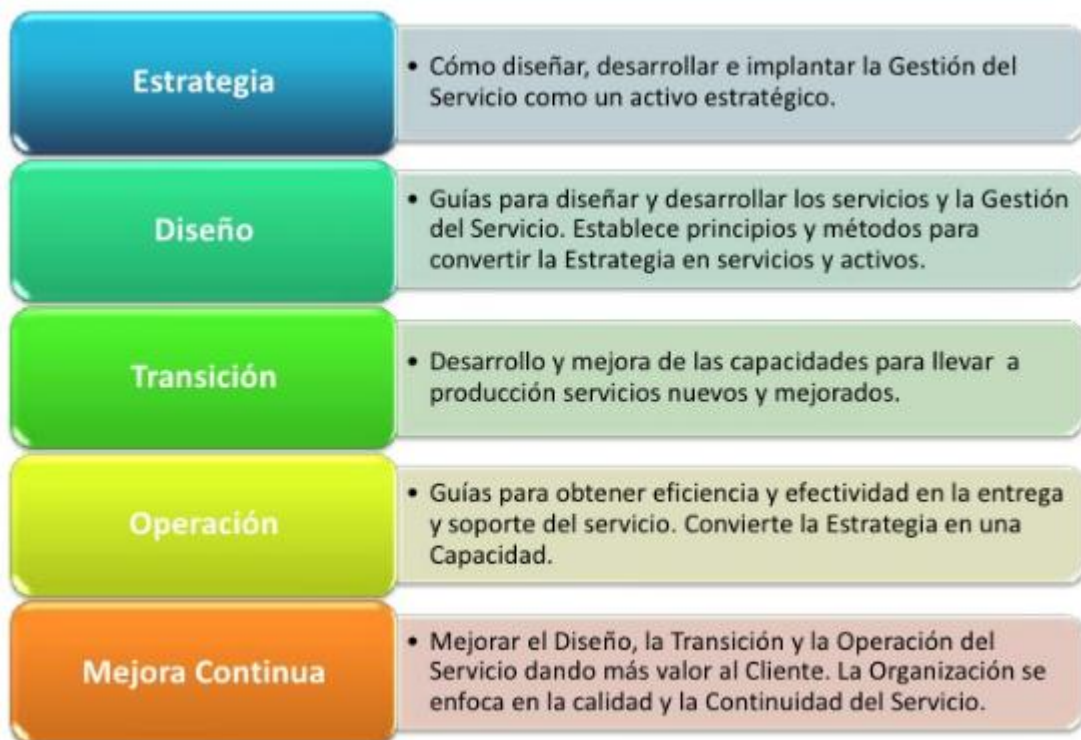 Estrategia
• Cómo diseñar, desarrollar e implantar la Gestión del
Servicio como un activo estratégico.
Diseño
• Guías para diseñar y desarrollar los servicios y la Gestión
del Servicio. Establece principios y métodos para
convertir la Estrategia en servicios y activos.
Transición
• Desarrollo y mejora de las capacidades para llevar a
producción servicios nuevos y mejorados.
Operación
• Guías para obtener eficiencia y efectividad en la entrega
y soporte del servicio. Convierte la Estrategia en una
Capacidad.
Mejora Continua
• Mejorar el Diseño, la Transición y la Operación del
Servicio dando más valor al Cliente. La Organización se
enfoca en la calidad y la Continuidad del Servicio.